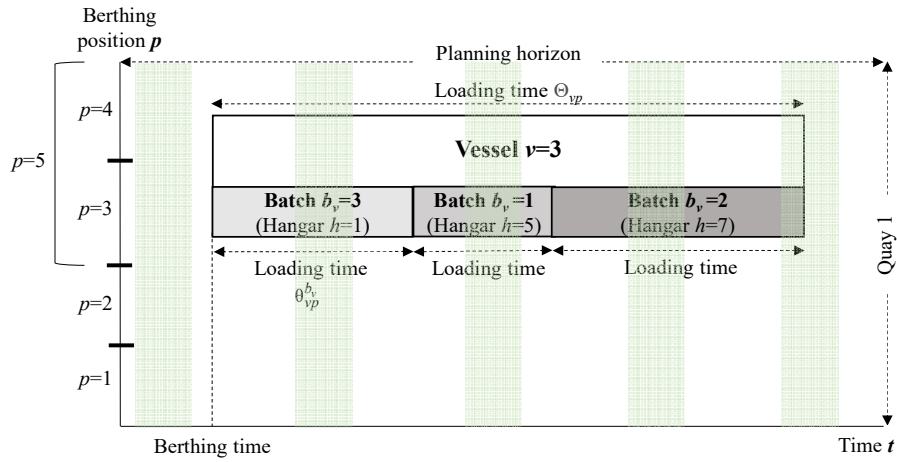 Berthing
position p
Planning horizon
Loading time Θvp
p=4
Vessel v=3
p=5
p=3
Batch bv=3
(Hangar h=1)
Batch bv=1
(Hangar h=5)
Batch bv=2
(Hangar h=7)
Quay 1
Loading time
θvp^bv
Loading time
Loading time
p=2
p=1
Berthing time
Time t